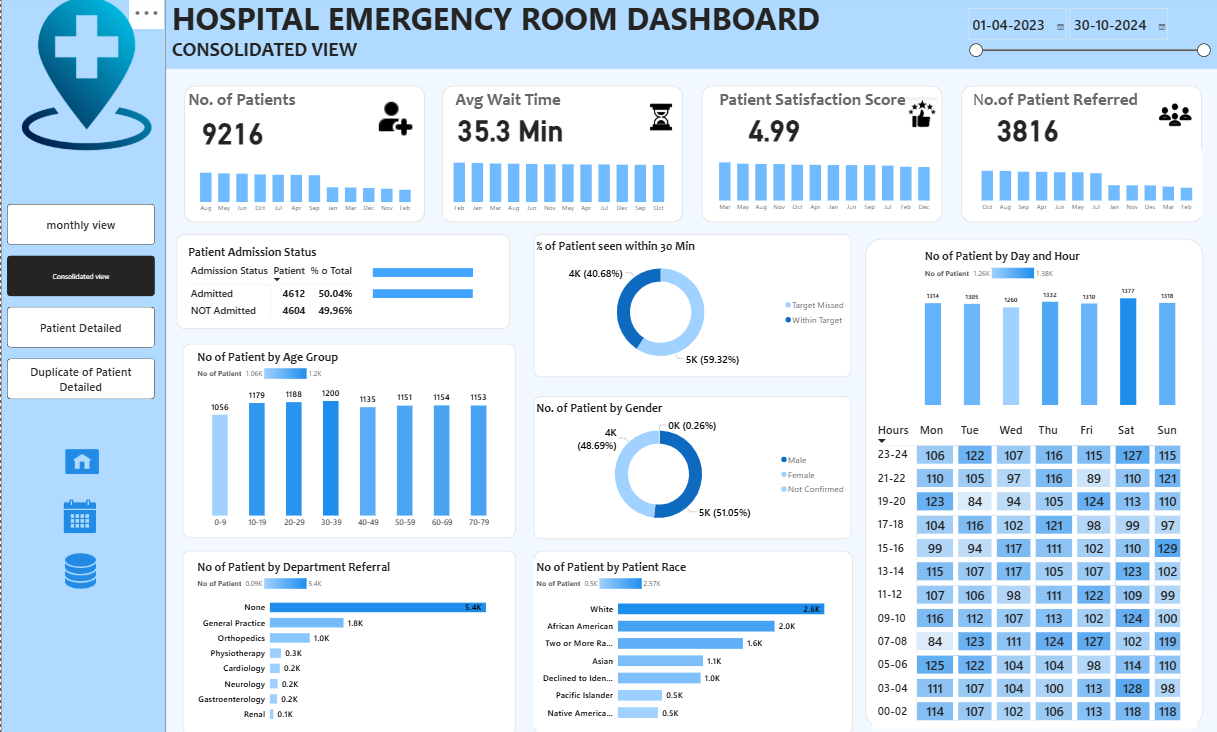 HOSPITAL EMERGENCY ROOM DASHBOARD
CONSOLIDATED VIEW
01-04-2023 30-10-2024
monthly view
Consolidated view
Patient Detailed
Duplicate of Patient
Detailed
No. of Patients
9216
Aug May Jun Oct Jul Apr Sep Jan Mar Dec Nov Feb
Avg Wait Time
35.3 Min
Feb Jan Mar Aug Jun Nov May Apr Jul Dec Sep Oct
Patient Satisfaction Score
4.99
Mar May Aug Nov Oct Apr Jan Jun Sep Jul Feb Dec
No.of Patient Referred
3816
Oct Aug Sep Apr Jun May Jul Jan Nov Dec Mar Feb
Patient Admission Status
Admission Status Patient % o Total
Admitted 4612 50.04%
NOT Admitted 4604 49.96%
% of Patient seen within 30 Min
4K (40.68%)
5K (59.32%)
Target Missed
Within Target
No of Patient by Age Group
No of Patient 1.06K 1.2K
1056 1179 1188 1200 1135 1151 1154 1153
0-9 10-19 20-29 30-39 40-49 50-59 60-69 70-79
No. of Patient by Gender
0K (0.26%)
4K
(48.69%)
5K (51.05%)
Male
Female
Not Confirmed
No of Patient by Department Referral
No of Patient 0.09K 5.4K
None 5.4K
General Practice 1.8K
Orthopedics 1.0K
Physiotherapy 0.3K
Cardiology 0.2K
Neurology 0.2K
Gastroenterology 0.2K
Renal 0.1K
No of Patient by Patient Race
No of Patient 0.5K 2.57K
White 2.6K
African American 2.0K
Two or More Ra... 1.6K
Asian 1.1K
Declined to Iden... 1.0K
Pacific Islander 0.5K
Native America... 0.5K
No of Patient by Day and Hour
No of Patient 1.26K 1.38K
1314 1305 1260 1332 1310 1377 1318
Hours Mon Tue Wed Thu Fri Sat Sun
23-24 106 122 107 116 115 127 115
21-22 110 105 97 116 89 110 121
19-20 123 84 94 105 124 113 110
17-18 104 116 102 121 98 99 97
15-16 99 94 117 111 102 110 129
13-14 115 107 117 105 107 123 102
11-12 107 106 98 111 122 109 99
09-10 116 112 107 113 102 124 100
07-08 84 123 111 124 127 102 119
05-06 125 122 104 104 98 114 110
03-04 111 107 104 100 113 128 98
00-02 114 107 102 106 113 118 118